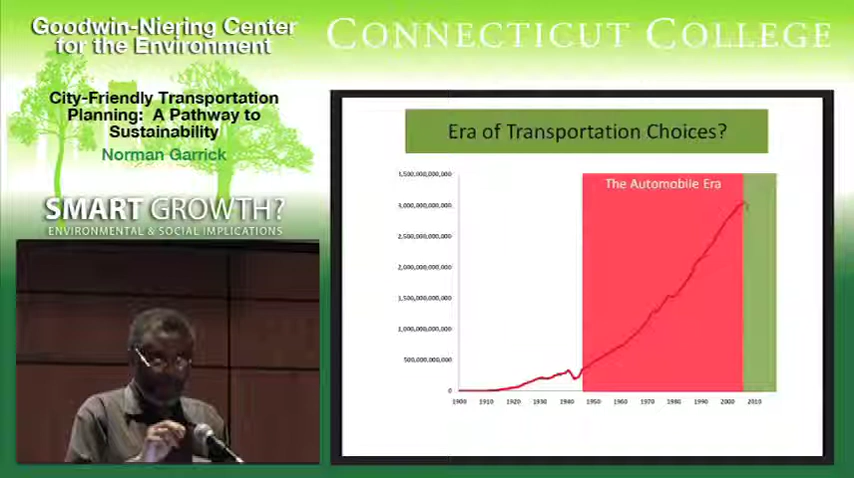 Goodwin-Niering Center
for the Environment
CONNECTICUT COLLEGE
City-Friendly Transportation
Planning: A Pathway to
Sustainability
Norman Garrick
SMART GROWTH?
ENVIRONMENTAL & SOCIAL IMPLICATIONS
Era of Transportation Choices?
The Automobile Era
3,500,000,000,000
3,000,000,000,000
2,500,000,000,000
2,000,000,000,000
1,500,000,000,000
1,000,000,000,000
500,000,000,000
0
1900 1910 1920 1930 1940 1950 1960 1970 1980 1990 2000 2010